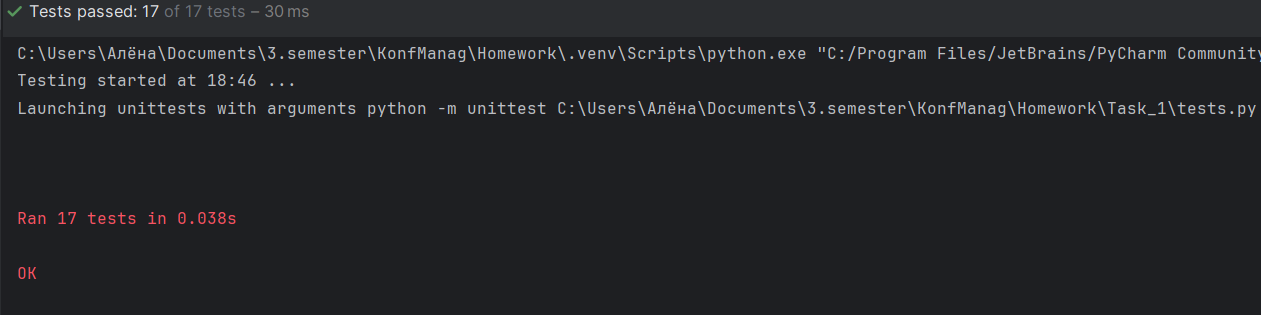 Tests passed: 17 of 17 tests – 30 ms
C:\Users\Алёна\Documents\3.semester\KonfManag\Homework\.venv\Scripts\python.exe "C:/Program Files/JetBrains/PyCharm Community
Testing started at 18:46 ...
Launching unittests with arguments python -m unittest C:\Users\Алёна\Documents\3.semester\KonfManag\Homework\Task_1\tests.py
Ran 17 tests in 0.038s
OK